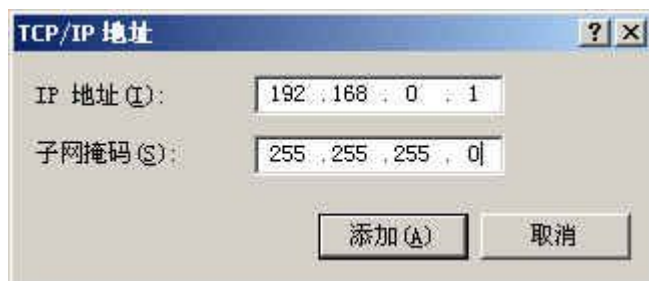 TCP/IP 地址
IP 地址(I): 192 .168 . 0 . 1
子网掩码(S): 255 .255 .255 . 0
添加(A) 取消